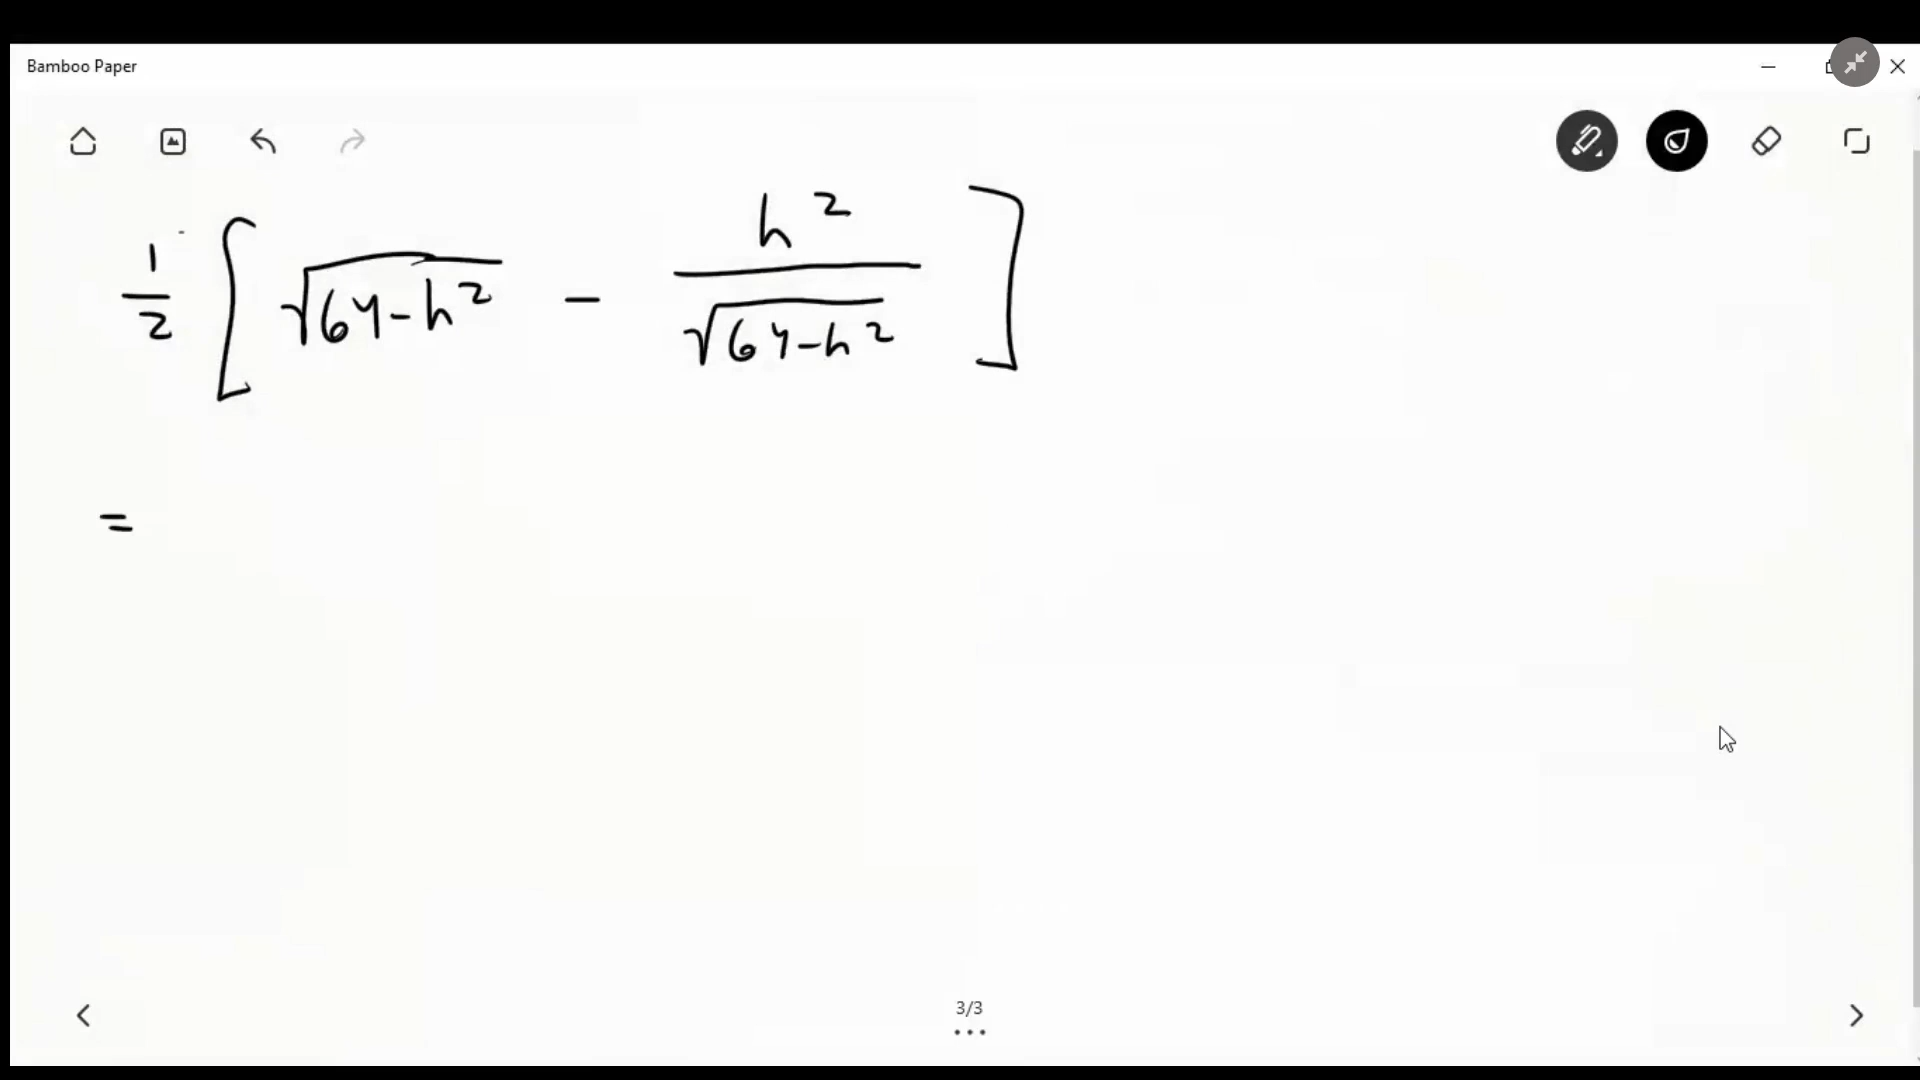 Bamboo Paper
1/2 [ √(64-h²) - h²/√(64-h²) ]
=
3/3